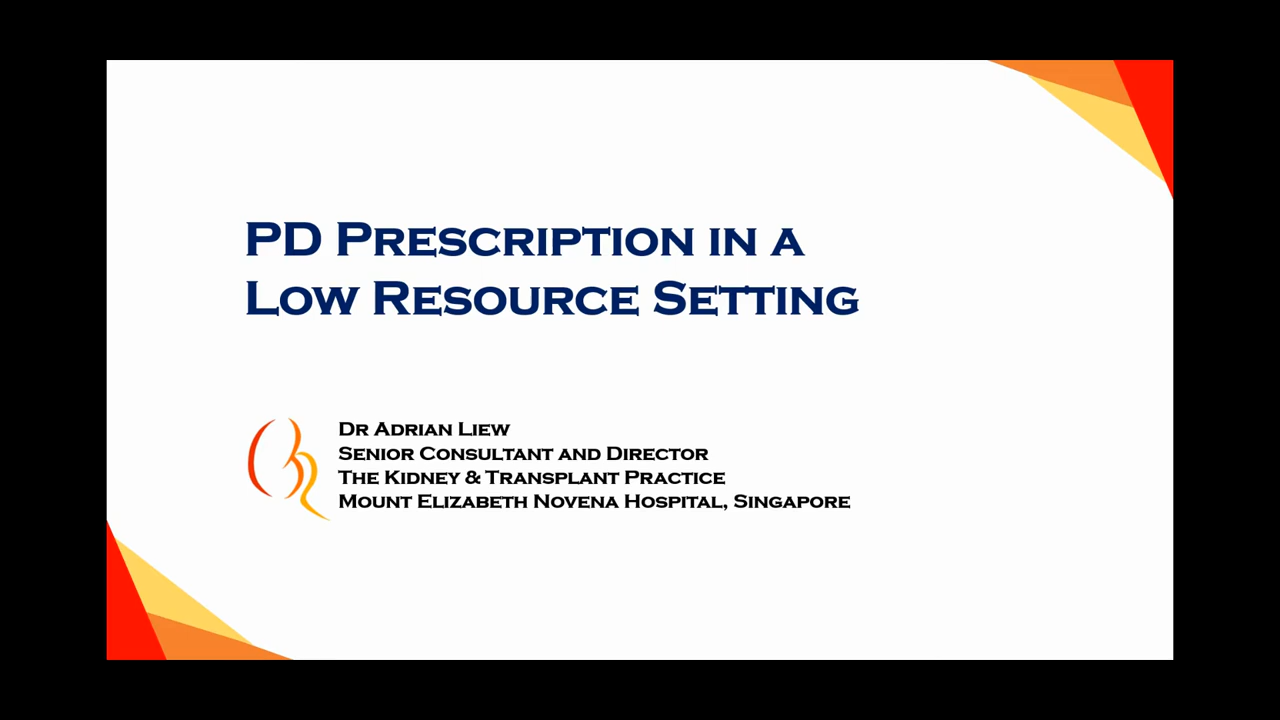 PD Prescription in a
Low Resource Setting
Dr Adrian Liew
Senior Consultant and Director
The Kidney & Transplant Practice
Mount Elizabeth Novena Hospital, Singapore